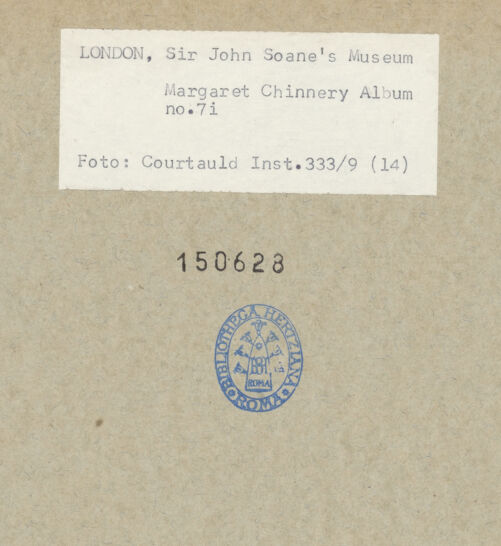 LONDON, Sir John Soane's Museum
Margaret Chinnery Album
no.7i
Foto: Courtauld Inst.333/9 (14)
150628
BIBLIOTHECA HERTZIANA
ROMA
ROMA